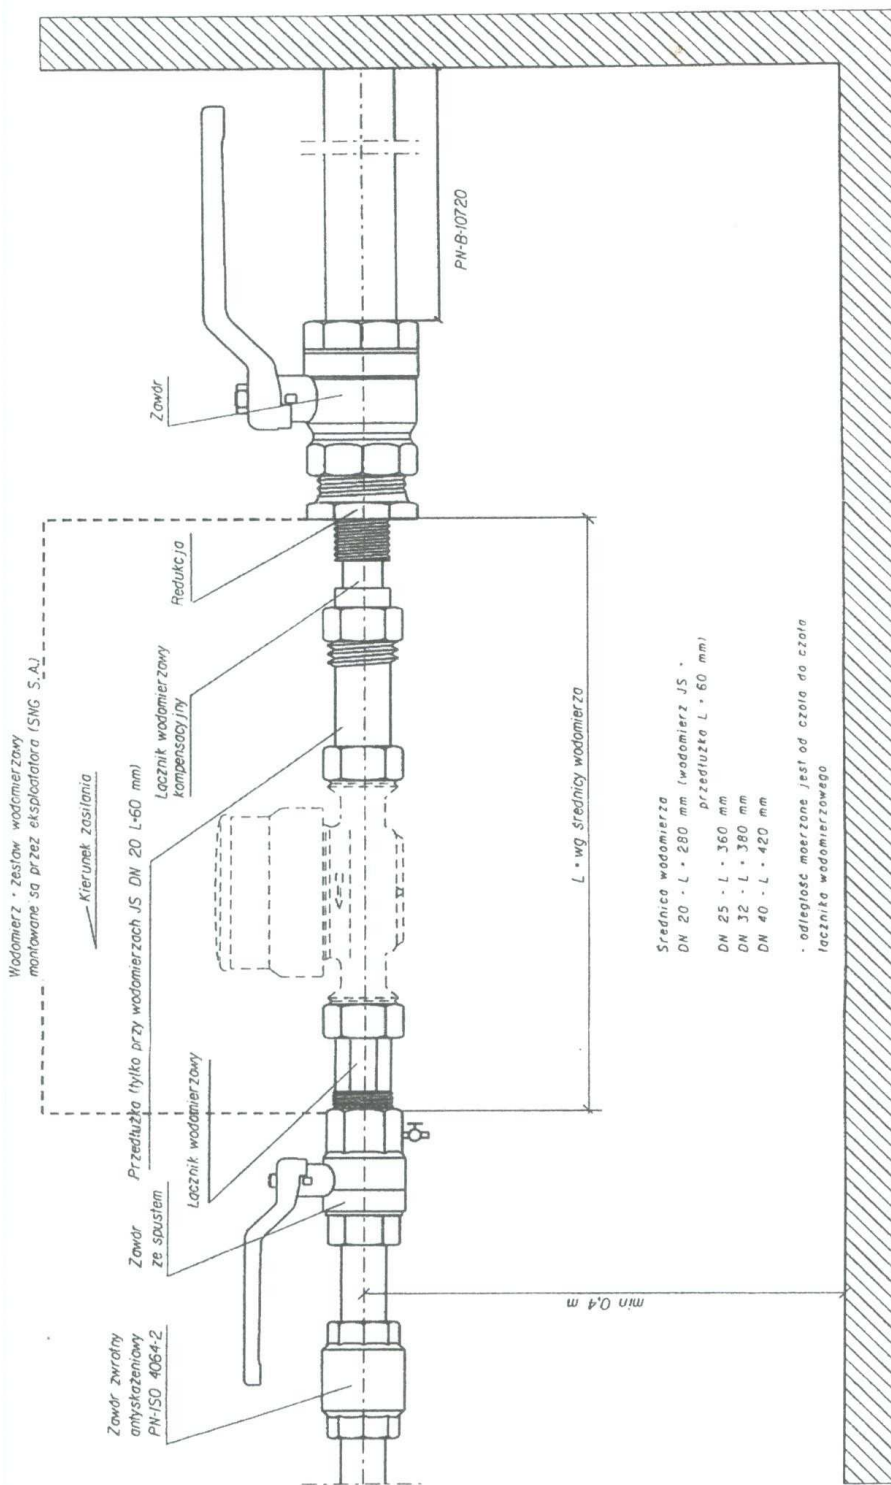 Wodomierz - zestaw wodomierzowy
montowane są przez eksploatatora (SNG S.A.)
Kierunek zasilania
Przedłużka (tylko przy wodomierzach JS DN 20 L=60 mm)
Łącznik wodomierzowy
kompensacyjny
Redukcja
Zawór
Łącznik wodomierzowy
Zawór
ze spustem
Zawór zwrotny
antyskażeniowy
PN-ISO 4064-2
PN-B-10720
L = wg średnicy wodomierza
min 0,4 m
Średnica wodomierza
DN 20 - L = 280 mm (wodomierz JS -
przedłużka L = 60 mm)
DN 25 - L = 360 mm
DN 32 - L = 380 mm
DN 40 - L = 420 mm
- odległość moerzone jest od czoła do czoła
łącznika wodomierzowego